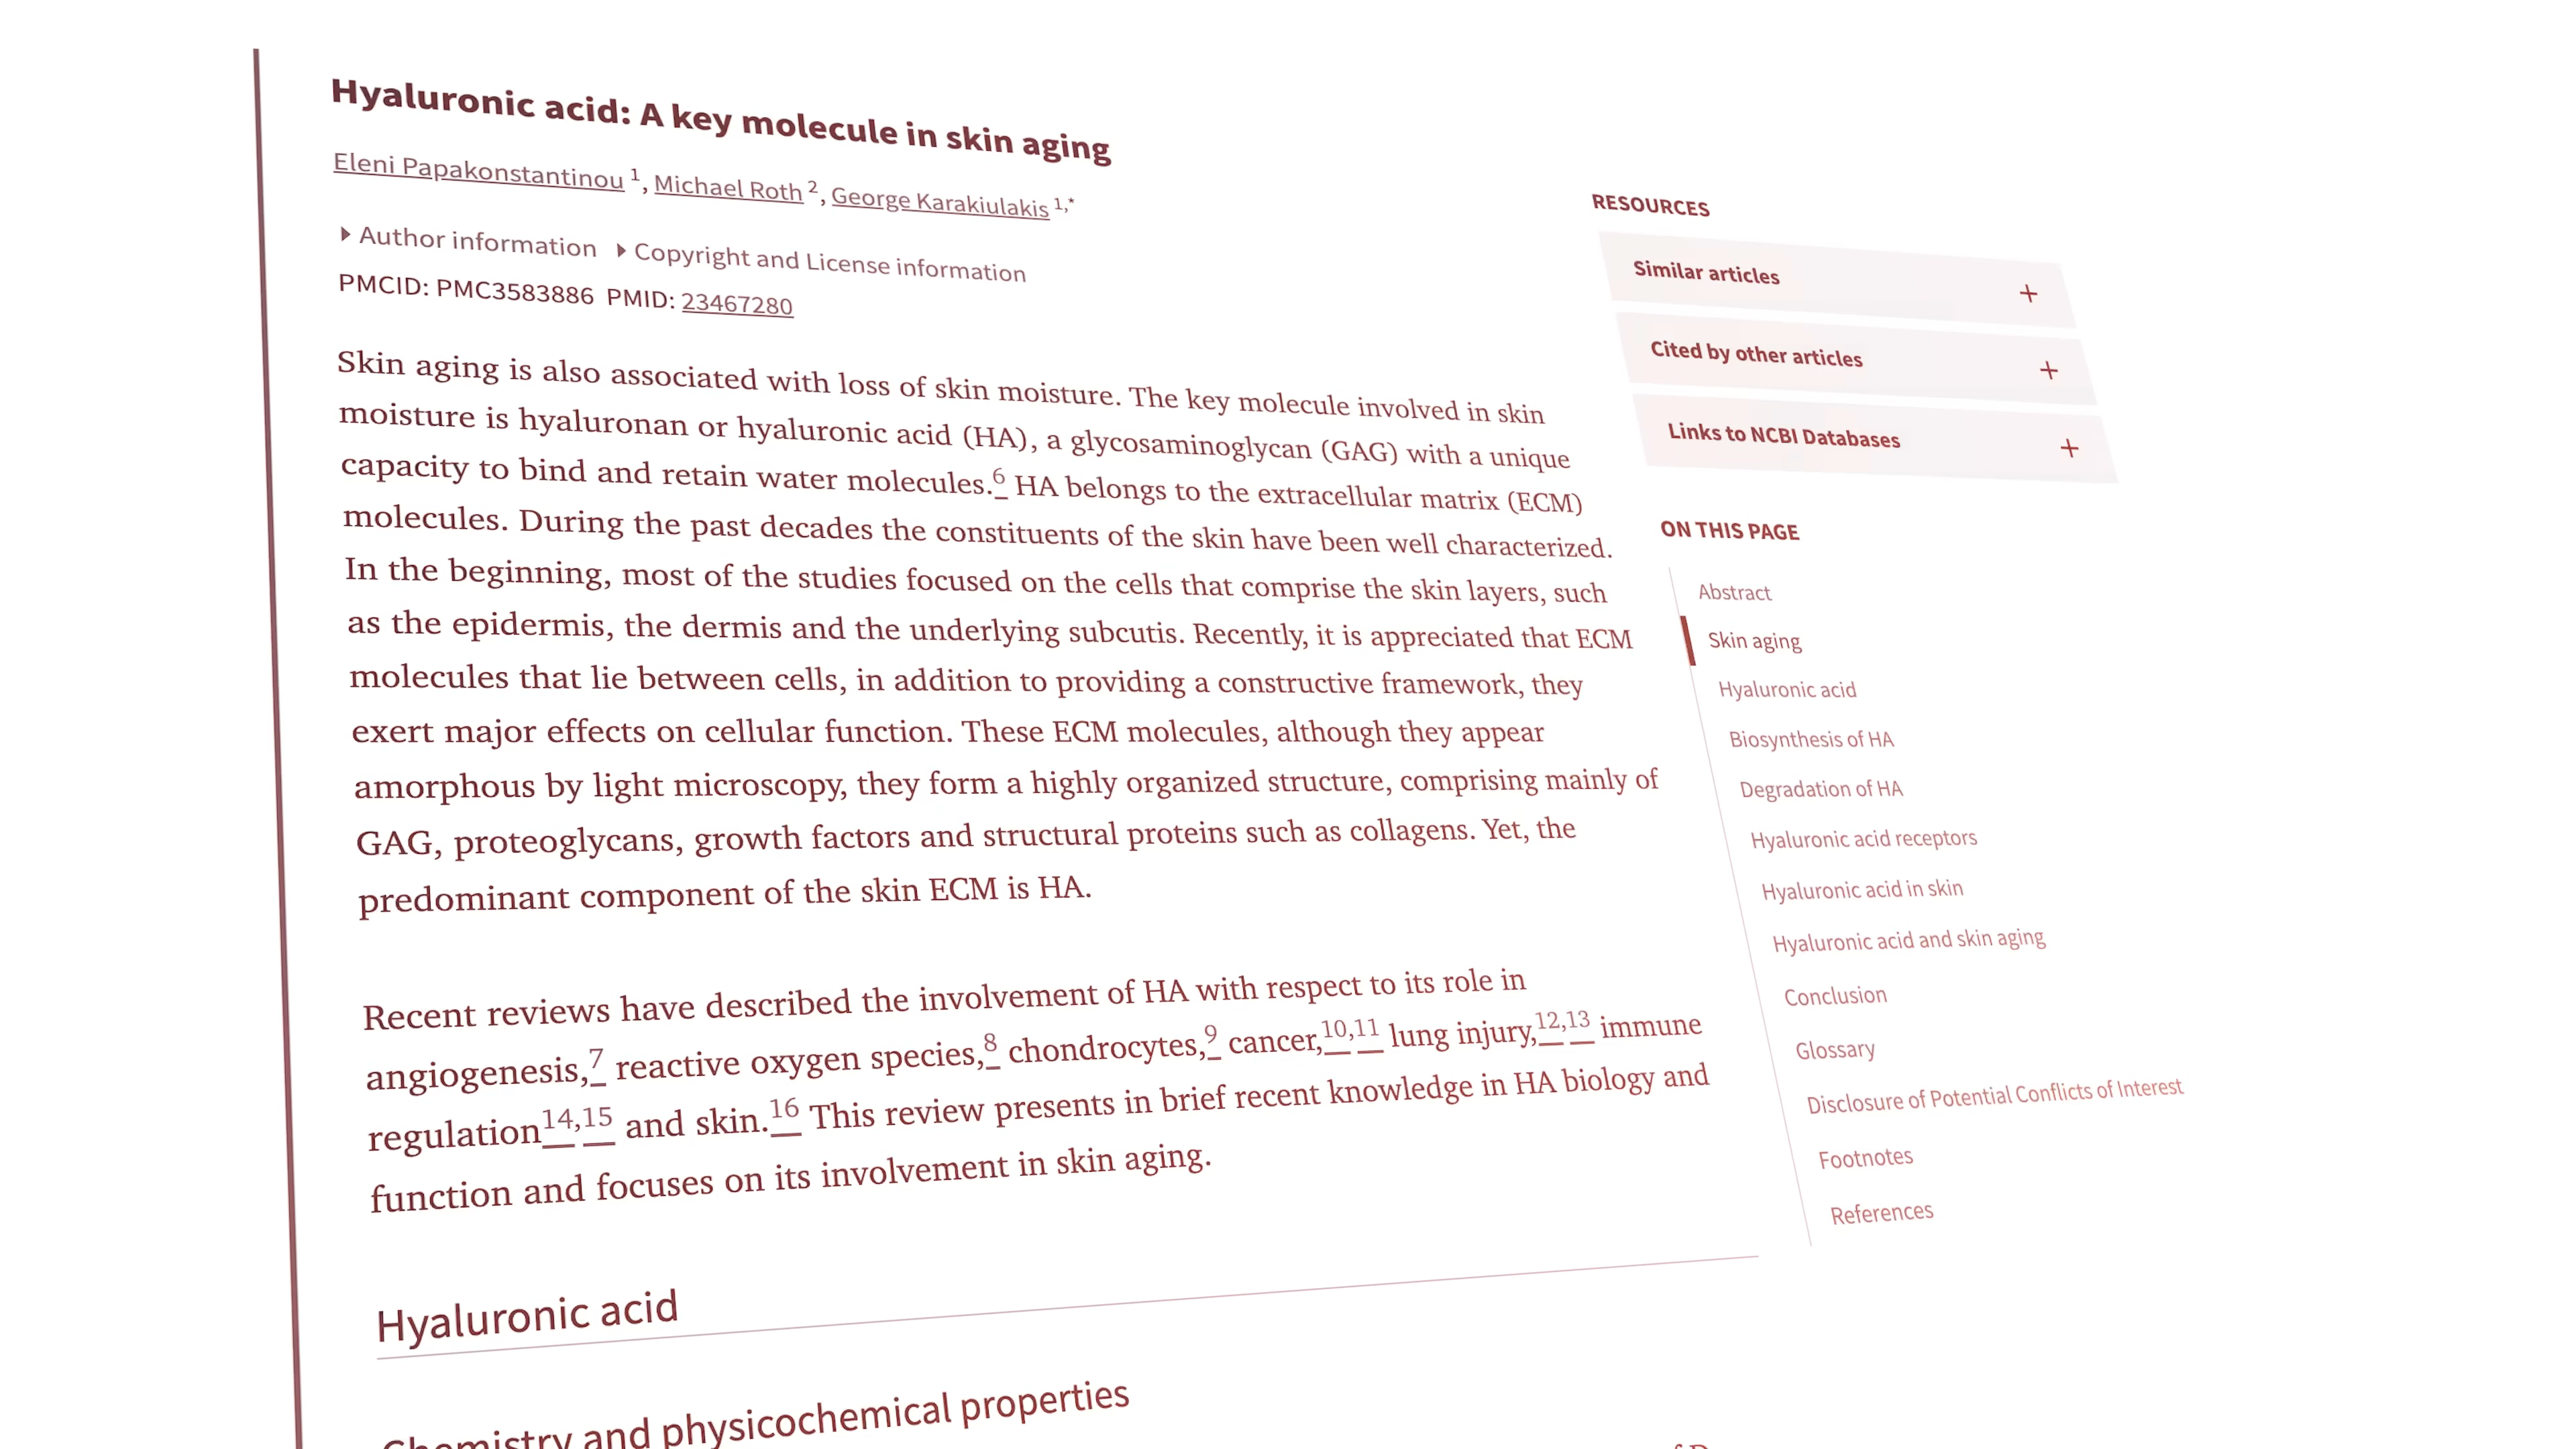 Hyaluronic acid: A key molecule in skin aging
Eleni Papakonstantinou 1, Michael Roth 2, George Karakiulakis 1,*
Author information Copyright and License information
PMCID: PMC3583886 PMID: 23467280
Skin aging is also associated with loss of skin moisture. The key molecule involved in skin
moisture is hyaluronan or hyaluronic acid (HA), a glycosaminoglycan (GAG) with a unique
capacity to bind and retain water molecules.6 HA belongs to the extracellular matrix (ECM)
molecules. During the past decades the constituents of the skin have been well characterized.
In the beginning, most of the studies focused on the cells that comprise the skin layers, such
as the epidermis, the dermis and the underlying subcutis. Recently, it is appreciated that ECM
molecules that lie between cells, in addition to providing a constructive framework, they
exert major effects on cellular function. These ECM molecules, although they appear
amorphous by light microscopy, they form a highly organized structure, comprising mainly of
GAG, proteoglycans, growth factors and structural proteins such as collagens. Yet, the
predominant component of the skin ECM is HA.
Recent reviews have described the involvement of HA with respect to its role in
angiogenesis,7 reactive oxygen species,8 chondrocytes,9 cancer,10,11 lung injury,12,13 immune
regulation14,15 and skin.16 This review presents in brief recent knowledge in HA biology and
function and focuses on its involvement in skin aging.
Hyaluronic acid
Chemistry and physicochemical properties
RESOURCES
Similar articles +
Cited by other articles +
Links to NCBI Databases +
ON THIS PAGE
Abstract
Skin aging
Hyaluronic acid
Biosynthesis of HA
Degradation of HA
Hyaluronic acid receptors
Hyaluronic acid in skin
Hyaluronic acid and skin aging
Conclusion
Glossary
Disclosure of Potential Conflicts of Interest
Footnotes
References